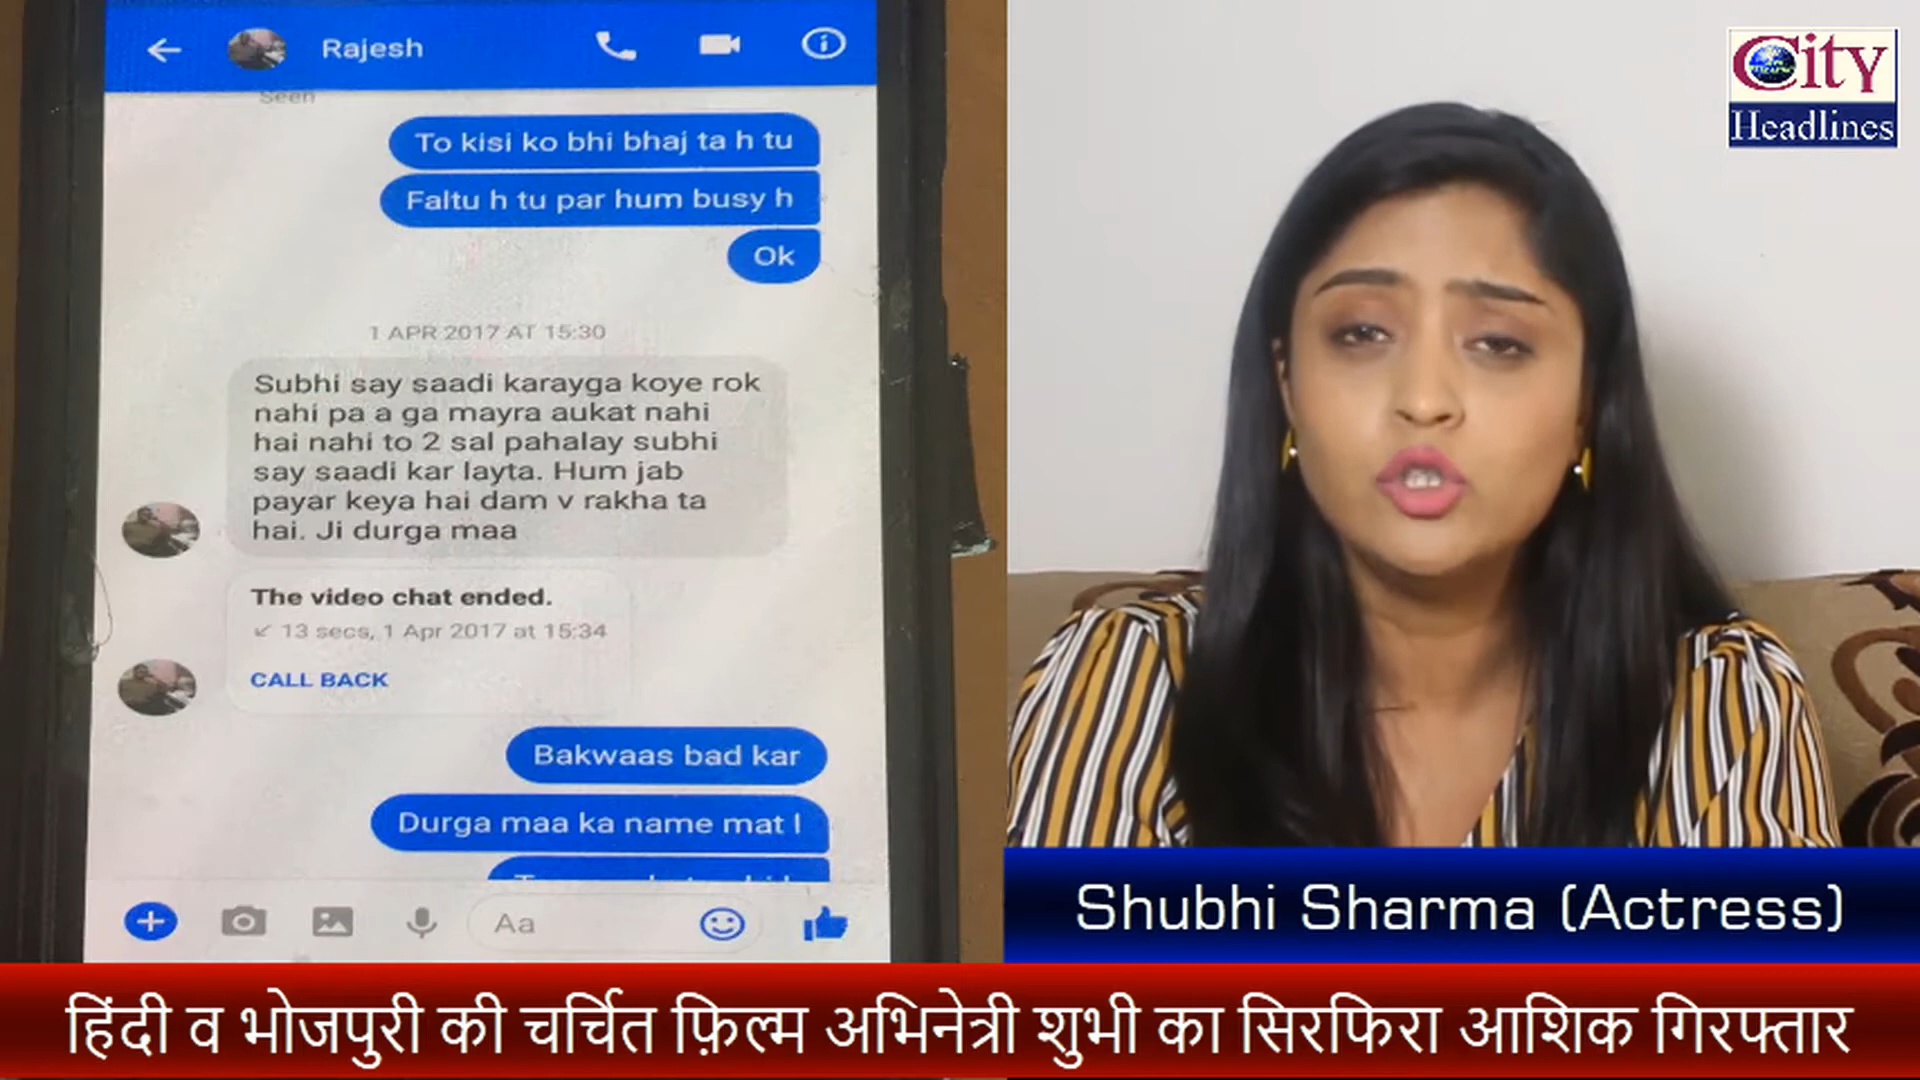 Rajesh
Seen
To kisi ko bhi bhaj ta h tu
Faltu h tu par hum busy h
Ok
1 APR 2017 AT 15:30
Subhi say saadi karayga koye rok
nahi pa a ga mayra aukat nahi
hai nahi to 2 sal pahalay subhi
say saadi kar layta. Hum jab
payar keya hai dam v rakha ta
hai. Ji durga maa
The video chat ended.
13 secs, 1 Apr 2017 at 15:34
CALL BACK
Bakwaas bad kar
Durga maa ka name mat l
Aa
City
Headlines
Shubhi Sharma (Actress)
हिंदी व भोजपुरी की चर्चित फ़िल्म अभिनेत्री शुभी का सिरफिरा आशिक गिरफ्तार